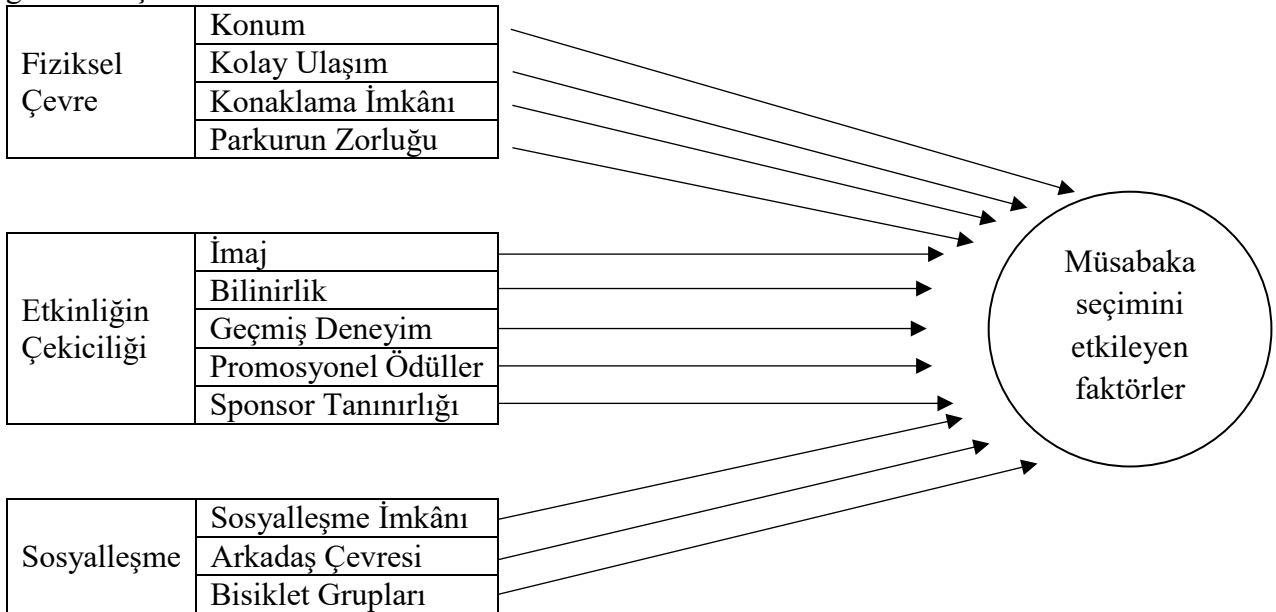 Fiziksel
Çevre
Konum
Kolay Ulaşım
Konaklama İmkânı
Parkurun Zorluğu
Etkinliğin
Çekiciliği
İmaj
Bilinirlik
Geçmiş Deneyim
Promosyonel Ödüller
Sponsor Tanınırlığı
Sosyalleşme
Sosyalleşme İmkânı
Arkadaş Çevresi
Bisiklet Grupları
Müsabaka
seçimini
etkileyen
faktörler